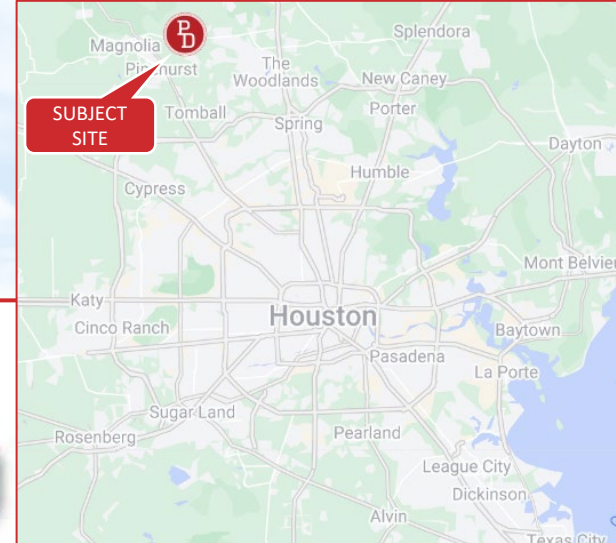 Splendora
Magnolia
PD
Pinehurst
The
Woodlands
New Caney
SUBJECT
SITE
Tomball
Porter
Spring
Dayton
Humble
Cypress
Mont Belvieu
Katy
Houston
Cinco Ranch
Baytown
Pasadena
La Porte
Sugar Land
Rosenberg
Pearland
League City
Dickinson
Alvin
Texas City